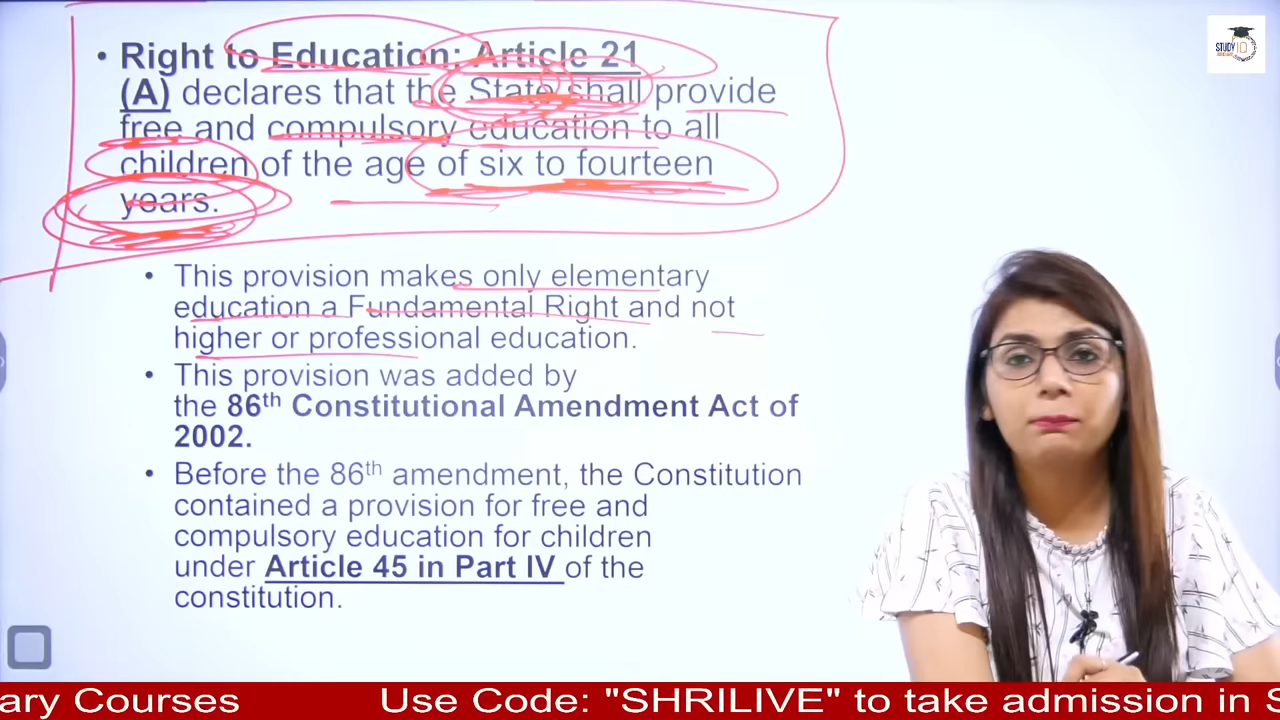 • Right to Education: Article 21
(A) declares that the State shall provide
free and compulsory education to all
children of the age of six to fourteen
years.
• This provision makes only elementary
education a Fundamental Right and not
higher or professional education.
• This provision was added by
the 86th Constitutional Amendment Act of
2002.
• Before the 86th amendment, the Constitution
contained a provision for free and
compulsory education for children
under Article 45 in Part IV of the
constitution.
STUDY IQ
ary Courses Use Code: "SHRILIVE" to take admission in S